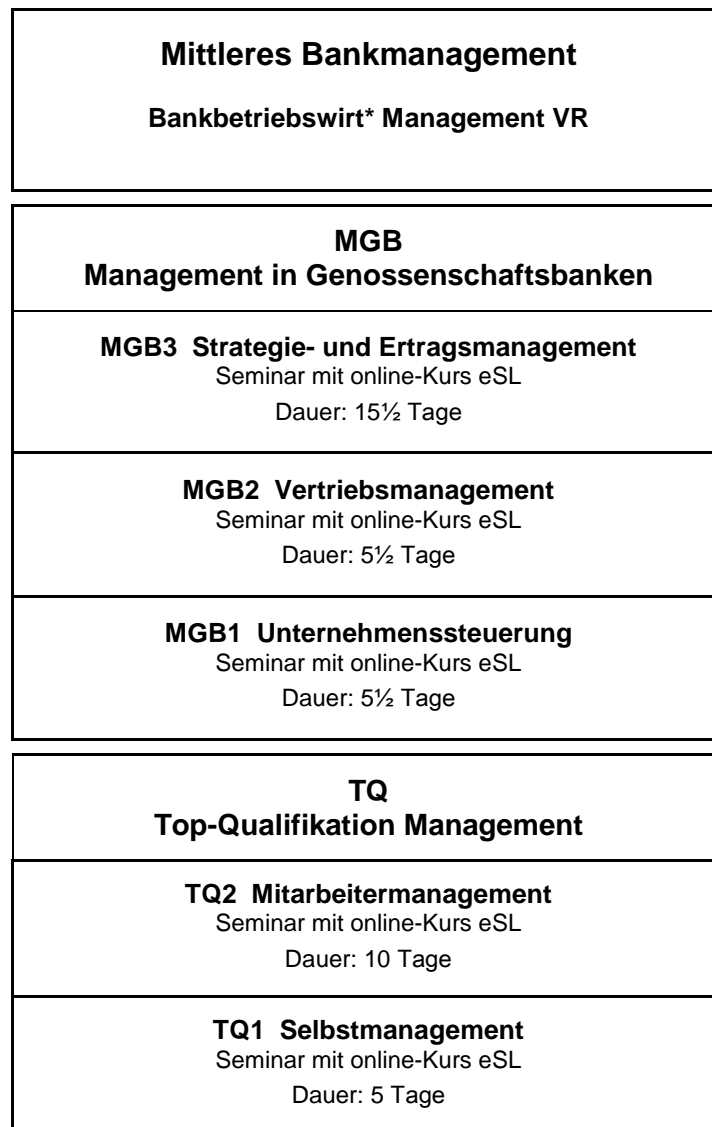 Mittleres Bankmanagement
Bankbetriebswirt* Management VR
MGB
Management in Genossenschaftsbanken
MGB3 Strategie- und Ertragsmanagement
Seminar mit online-Kurs eSL
Dauer: 15½ Tage
MGB2 Vertriebsmanagement
Seminar mit online-Kurs eSL
Dauer: 5½ Tage
MGB1 Unternehmenssteuerung
Seminar mit online-Kurs eSL
Dauer: 5½ Tage
TQ
Top-Qualifikation Management
TQ2 Mitarbeitermanagement
Seminar mit online-Kurs eSL
Dauer: 10 Tage
TQ1 Selbstmanagement
Seminar mit online-Kurs eSL
Dauer: 5 Tage